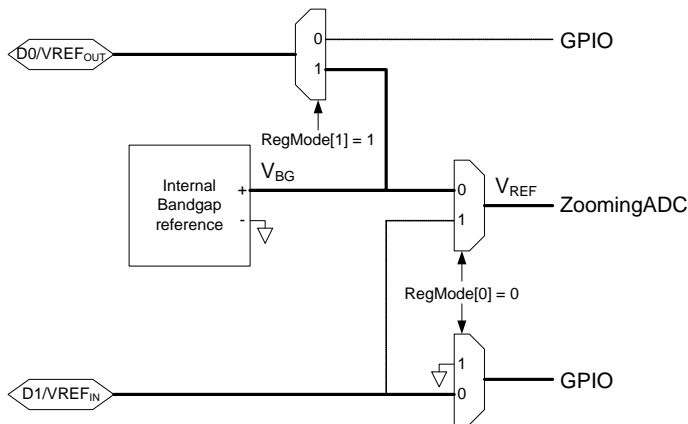 D0/VREFOUT
0
1
GPIO
RegMode[1] = 1
Internal
Bandgap
reference
+
-
VBG
0
1
VREF
ZoomingADC
RegMode[0] = 0
D1/VREFIN
1
0
GPIO